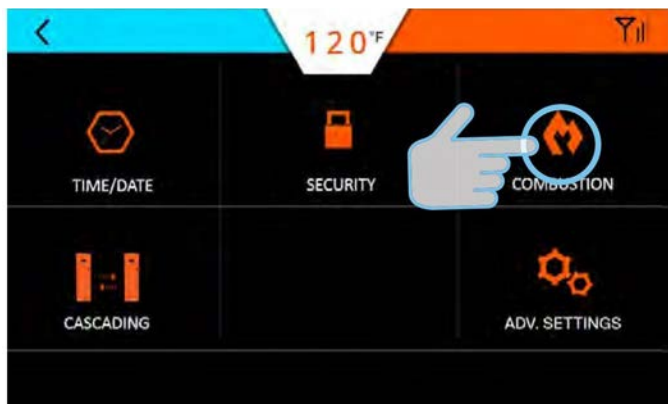 120°F
TIME/DATE
SECURITY
COMBUSTION
CASCADING
ADV. SETTINGS